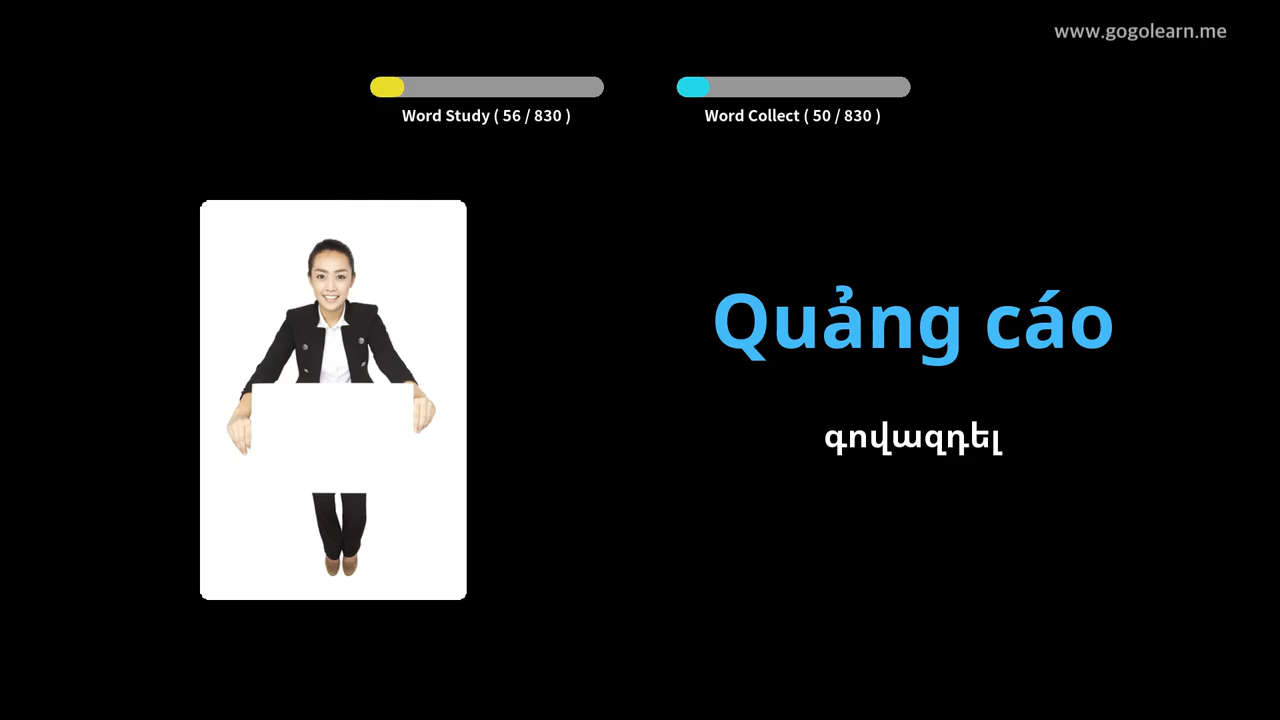 www.gogolearn.me
Word Study ( 56 / 830 )
Word Collect ( 50 / 830 )
Quảng cáo
գովազդել